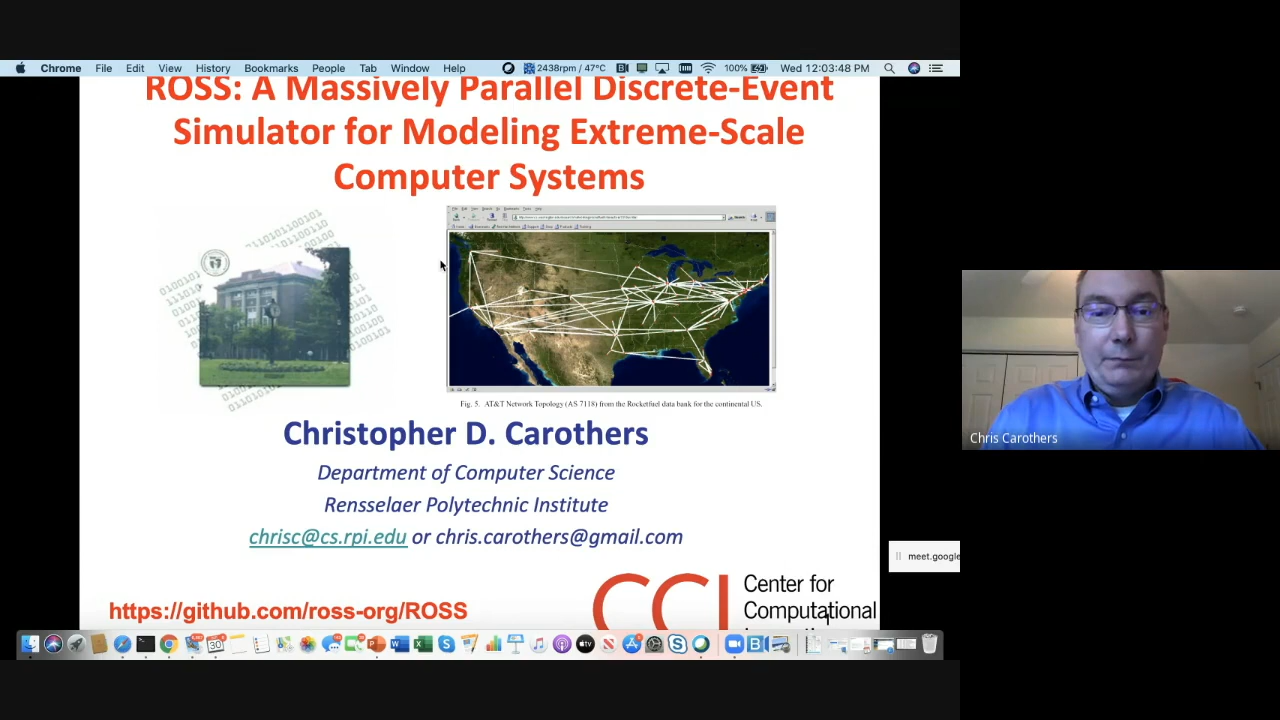 Chrome File Edit View History Bookmarks People Tab Window Help 2438rpm / 47°C 100% Wed 12:03:48 PM
ROSS: A Massively Parallel Discrete-Event
Simulator for Modeling Extreme-Scale
Computer Systems
Fig. 5. AT&T Network Topology (AS 7118) from the Rocketfuel data bank for the continental US.
Christopher D. Carothers
Department of Computer Science
Rensselaer Polytechnic Institute
chrisc@cs.rpi.edu or chris.carothers@gmail.com
https://github.com/ross-org/ROSS
CCI
Center for
Computational
meet.google
Chris Carothers